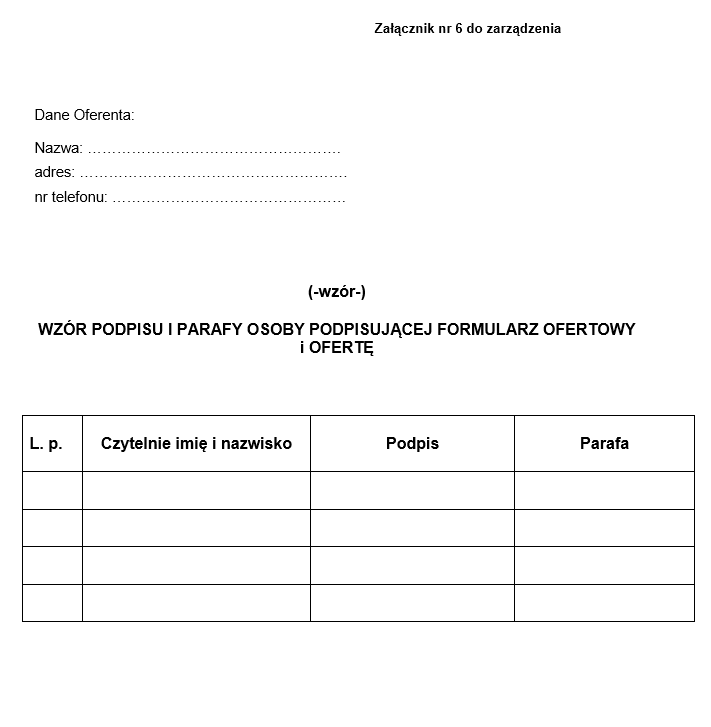 Załącznik nr 6 do zarządzenia
Dane Oferenta:
Nazwa: …………………………………………….
adres: ……………………………………………….
nr telefonu: …………………………………………
(-wzór-)
WZÓR PODPISU I PARAFY OSOBY PODPISUJĄCEJ FORMULARZ OFERTOWY
i OFERTĘ
L. p. Czytelnie imię i nazwisko Podpis Parafa